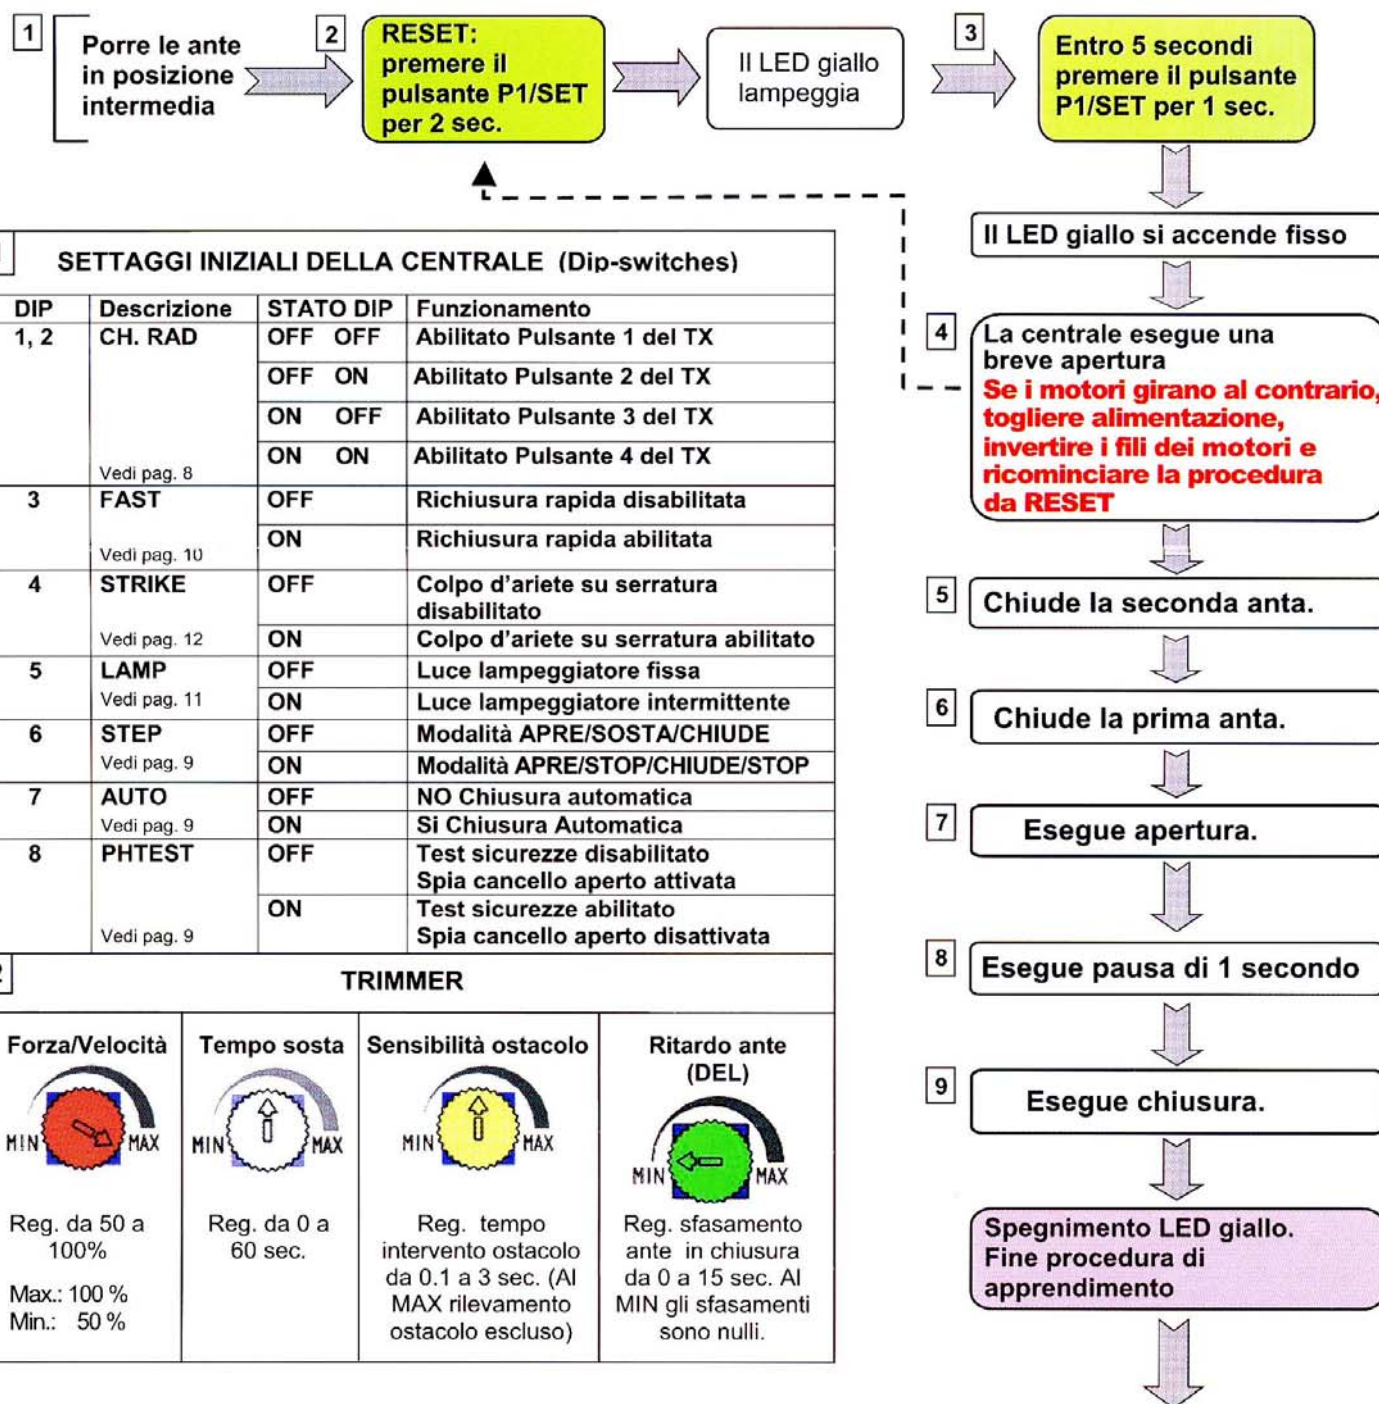 1
Porre le ante
in posizione
intermedia
2
RESET:
premere il
pulsante P1/SET
per 2 sec.
Il LED giallo
lampeggia
3
Entro 5 secondi
premere il pulsante
P1/SET per 1 sec.
Il LED giallo si accende fisso
4
La centrale esegue una
breve apertura
Se i motori girano al contrario,
togliere alimentazione,
invertire i fili dei motori e
ricominciare la procedura
da RESET
5
Chiude la seconda anta.
6
Chiude la prima anta.
7
Esegue apertura.
8
Esegue pausa di 1 secondo
9
Esegue chiusura.
Spegnimento LED giallo.
Fine procedura di
apprendimento
SETTAGGI INIZIALI DELLA CENTRALE (Dip-switches)
DIP Descrizione STATO DIP Funzionamento
1, 2 CH. RAD OFF OFF Abilitato Pulsante 1 del TX
OFF ON Abilitato Pulsante 2 del TX
ON OFF Abilitato Pulsante 3 del TX
Vedi pag. 8 ON ON Abilitato Pulsante 4 del TX
3 FAST OFF Richiusura rapida disabilitata
Vedi pag. 10 ON Richiusura rapida abilitata
4 STRIKE OFF Colpo d'ariete su serratura
disabilitato
Vedi pag. 12 ON Colpo d'ariete su serratura abilitato
5 LAMP OFF Luce lampeggiatore fissa
Vedi pag. 11 ON Luce lampeggiatore intermittente
6 STEP OFF Modalità APRE/SOSTA/CHIUDE
Vedi pag. 9 ON Modalità APRE/STOP/CHIUDE/STOP
7 AUTO OFF NO Chiusura automatica
Vedi pag. 9 ON Si Chiusura Automatica
8 PHTEST OFF Test sicurezze disabilitato
Spia cancello aperto attivata
ON Test sicurezze abilitato
Vedi pag. 9 Spia cancello aperto disattivata
2
TRIMMER
Forza/Velocità
MIN MAX
Reg. da 50 a
100%
Max.: 100 %
Min.: 50 %
Tempo sosta
MIN MAX
Reg. da 0 a
60 sec.
Sensibilità ostacolo
MIN MAX
Reg. tempo
intervento ostacolo
da 0.1 a 3 sec. (Al
MAX rilevamento
ostacolo escluso)
Ritardo ante
(DEL)
MIN MAX
Reg. sfasamento
ante in chiusura
da 0 a 15 sec. Al
MIN gli sfasamenti
sono nulli.